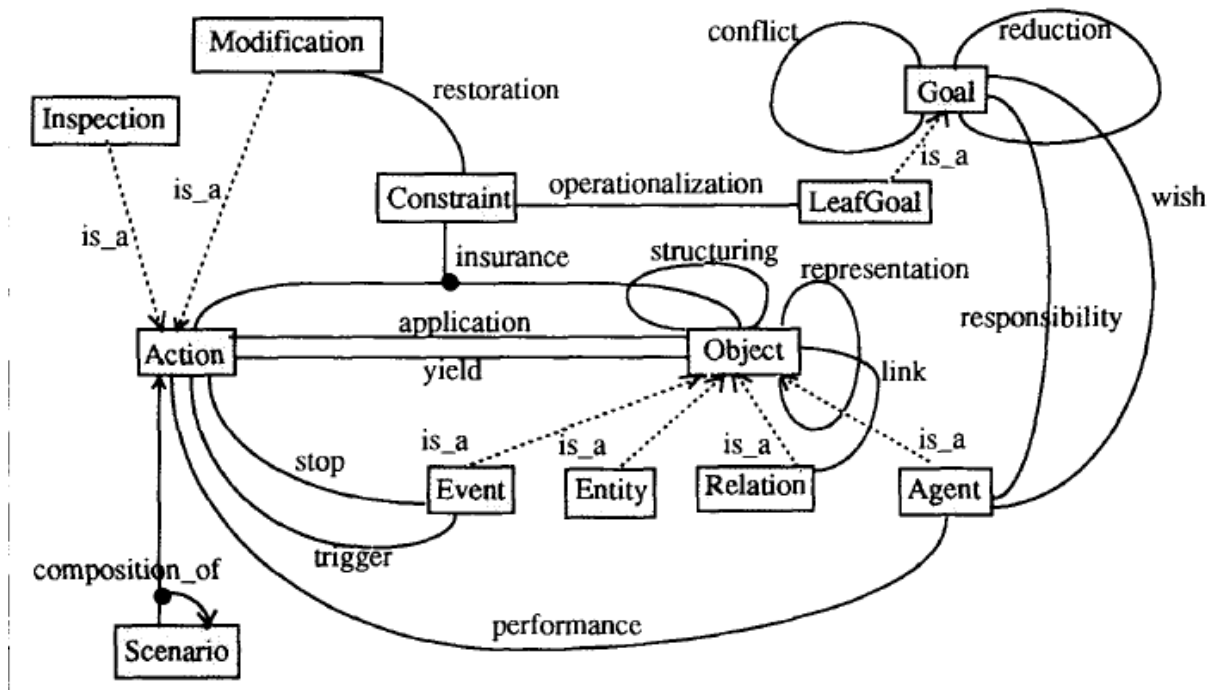 Modification
conflict
reduction
restoration
Goal
Inspection
is_a
is_a
operationalization
Constraint
LeafGoal
wish
is_a
insurance
structuring
representation
application
responsibility
Action
Object
yield
link
is_a
is_a
is_a
is_a
stop
Event
Entity
Relation
Agent
trigger
composition_of
performance
Scenario